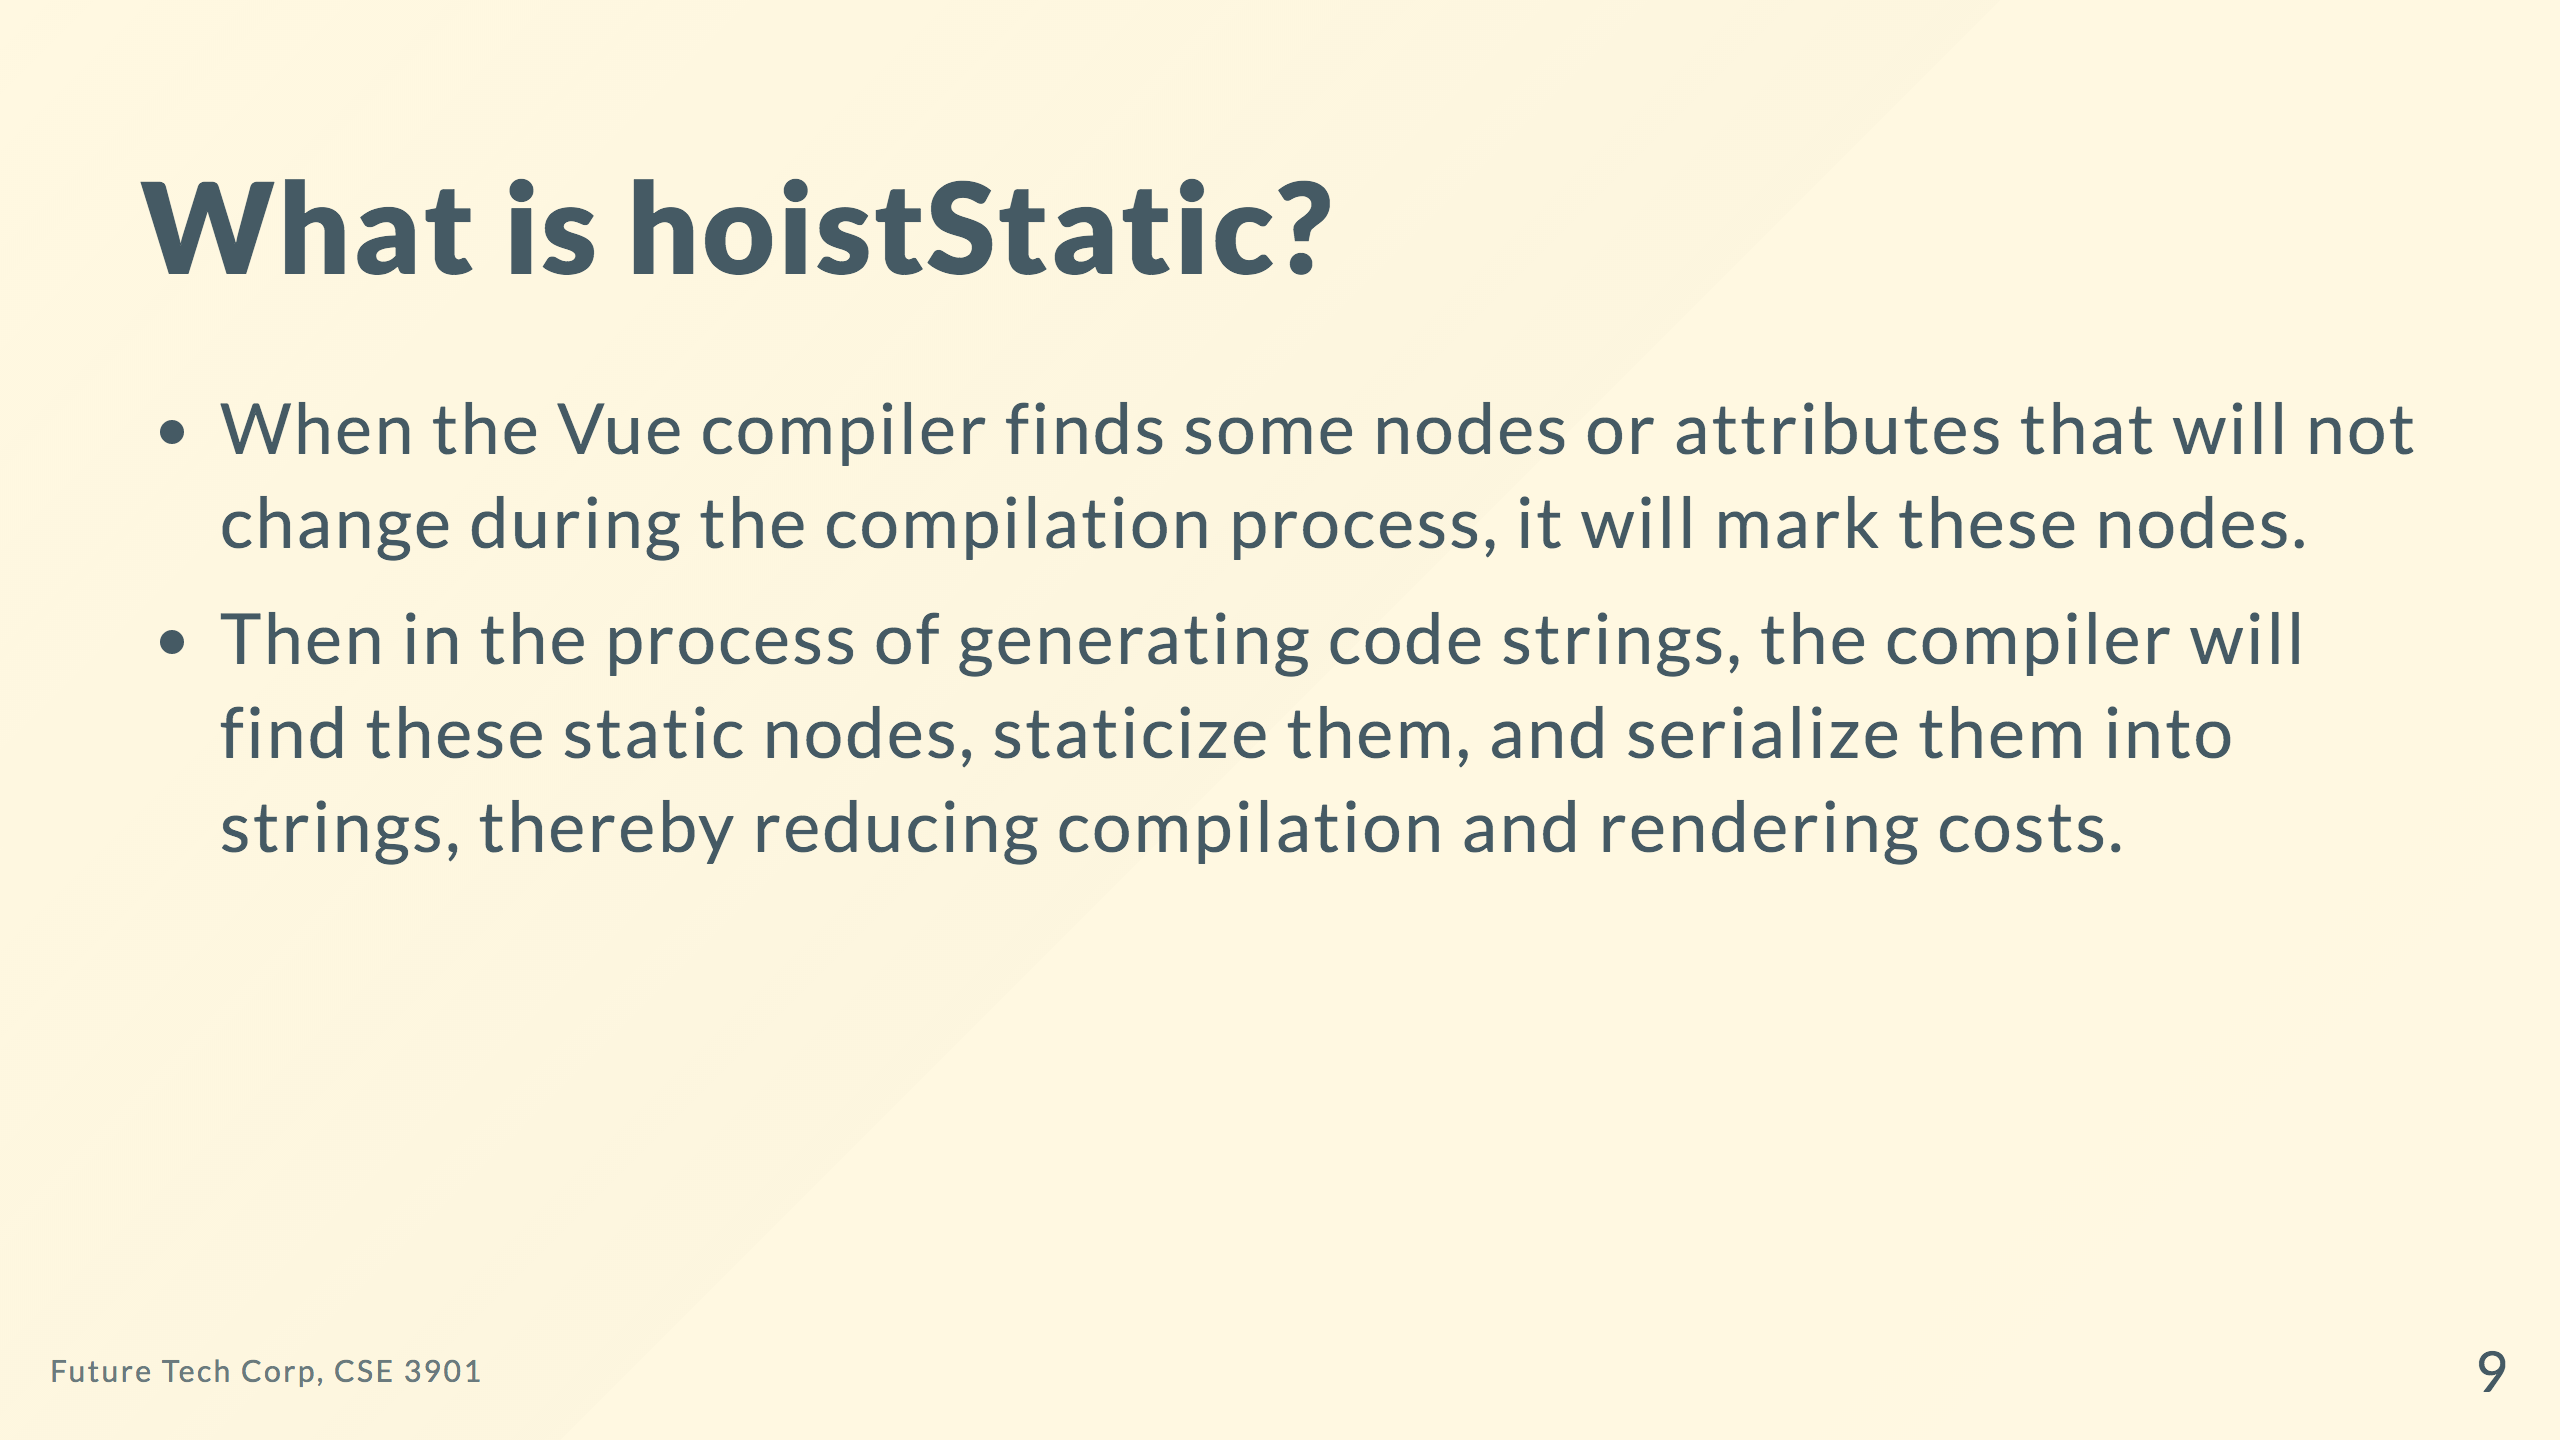 What is hoistStatic?
• When the Vue compiler finds some nodes or attributes that will not
change during the compilation process, it will mark these nodes.
• Then in the process of generating code strings, the compiler will
find these static nodes, staticize them, and serialize them into
strings, thereby reducing compilation and rendering costs.
Future Tech Corp, CSE 3901
9